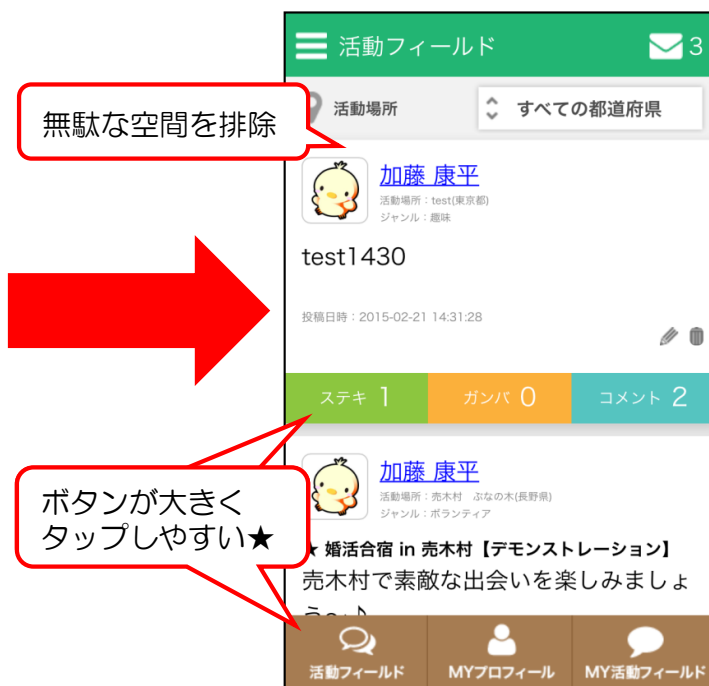 活動フィールド 3
無駄な空間を排除
活動場所 すべての都道府県
加藤 康平
活動場所：test(東京都)
ジャンル：趣味
test1430
投稿日時：2015-02-21 14:31:28
ステキ 1 ガンバ 0 コメント 2
ボタンが大きく
タップしやすい★
加藤 康平
活動場所：売木村 ぶなの木(長野県)
ジャンル：ボランティア
★ 婚活合宿 in 売木村【デモンストレーション】
売木村で素敵な出会いを楽しみましょ
う〜♪
活動フィールド MYプロフィール MY活動フィールド